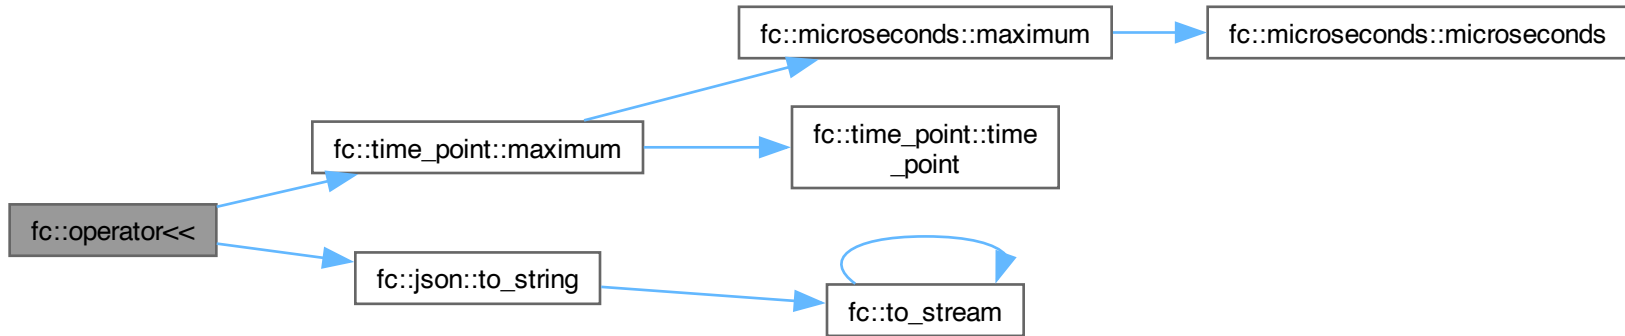 fc::microseconds::maximum
fc::microseconds::microseconds
fc::time_point::maximum
fc::time_point::time
_point
fc::operator<<
fc::json::to_string
fc::to_stream